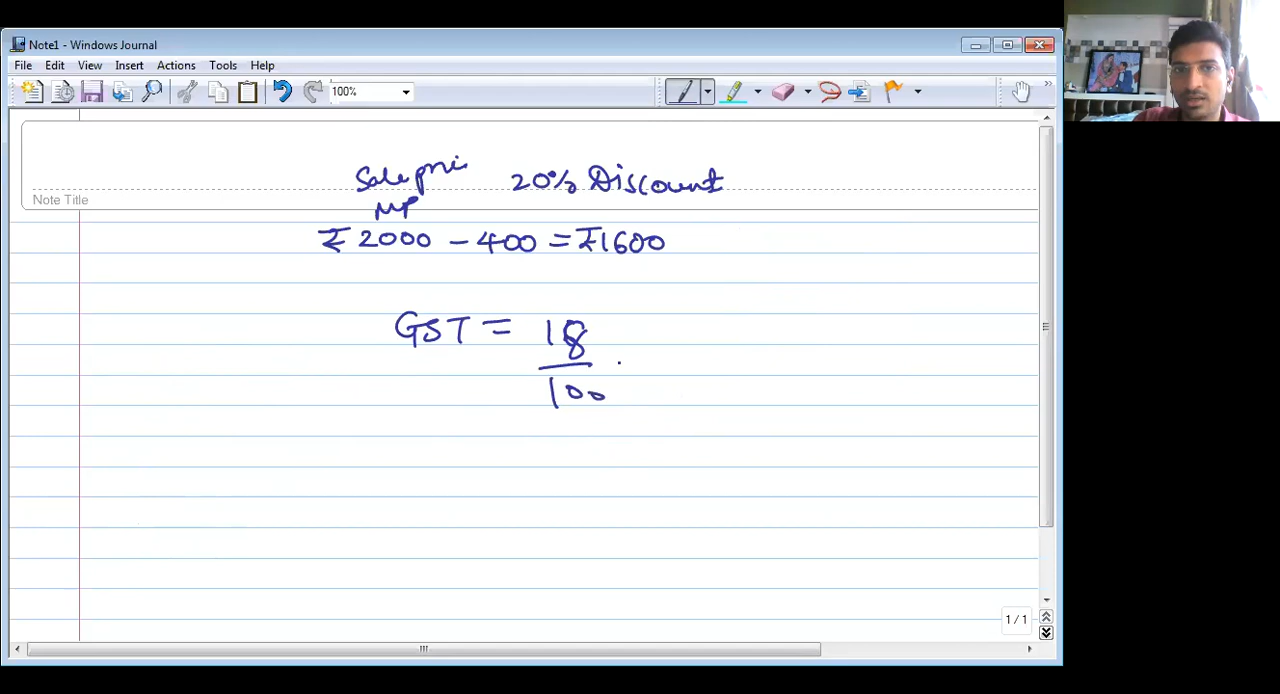 Note1 - Windows Journal
File Edit View Insert Actions Tools Help
100%
Sale pri 20% Discount
Note Title
MP
₹ 2000 - 400 = ₹1600
GST = 18
100
1 / 1